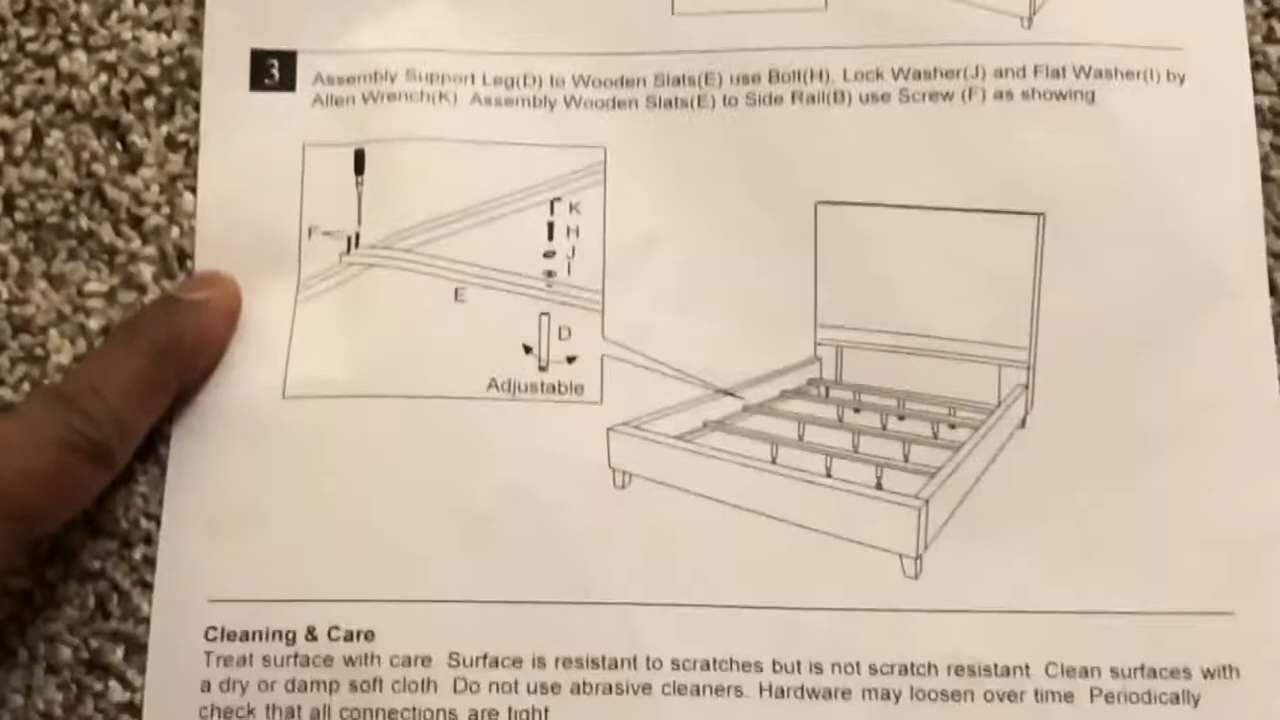 3
Assembly Support Leg(D) to Wooden Slats(E) use Bolt(H), Lock Washer(J) and Flat Washer(I) by
Allen Wrench(K) Assembly Wooden Slats(E) to Side Rail(B) use Screw (F) as showing
K
F
H
J
I
E
D
Adjustable
Cleaning & Care
Treat surface with care Surface is resistant to scratches but is not scratch resistant Clean surfaces with
a dry or damp soft cloth Do not use abrasive cleaners. Hardware may loosen over time Periodically
check that all connections are tight